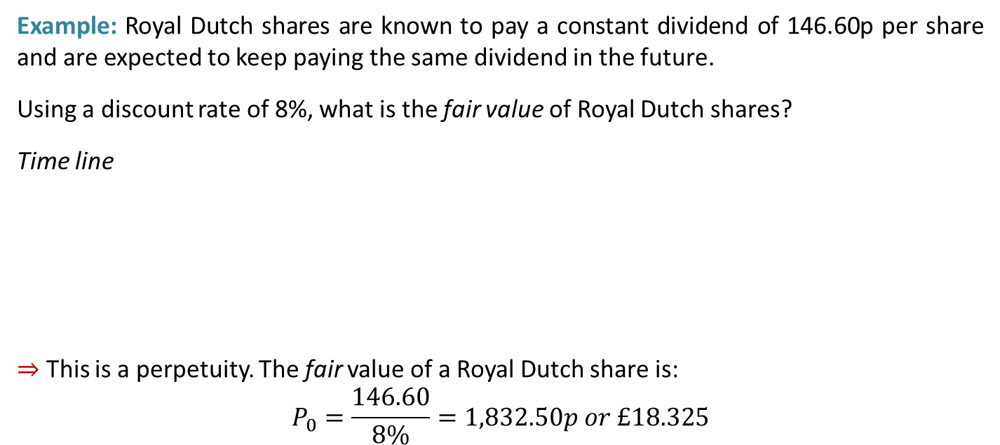 Example: Royal Dutch shares are known to pay a constant dividend of 146.60p per share
and are expected to keep paying the same dividend in the future.
Using a discount rate of 8%, what is the fair value of Royal Dutch shares?
Time line
⇒ This is a perpetuity. The fair value of a Royal Dutch share is:
P₀ = 146.60 / 8% = 1,832.50p or £18.325